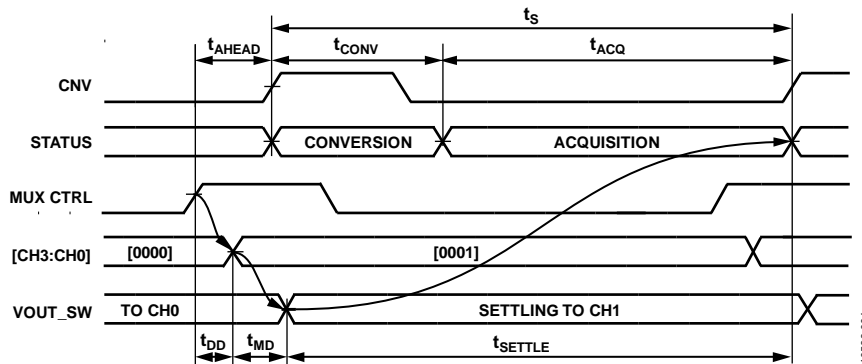 tS
tAHEAD tCONV tACQ
CNV
STATUS CONVERSION ACQUISITION
MUX CTRL
[CH3:CH0] [0000] [0001]
VOUT_SW TO CH0 SETTLING TO CH1
tDD tMD tSETTLE